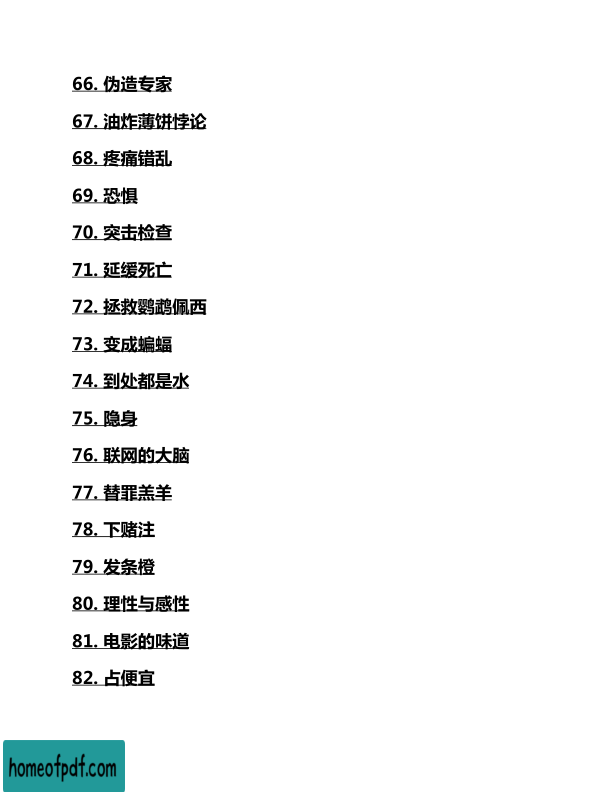 66. 伪造专家
67. 油炸薄饼悖论
68. 疼痛错乱
69. 恐惧
70. 突击检查
71. 延缓死亡
72. 拯救鹦鹉佩西
73. 变成蝙蝠
74. 到处都是水
75. 隐身
76. 联网的大脑
77. 替罪羔羊
78. 下赌注
79. 发条橙
80. 理性与感性
81. 电影的味道
82. 占便宜
homeofpdf.com